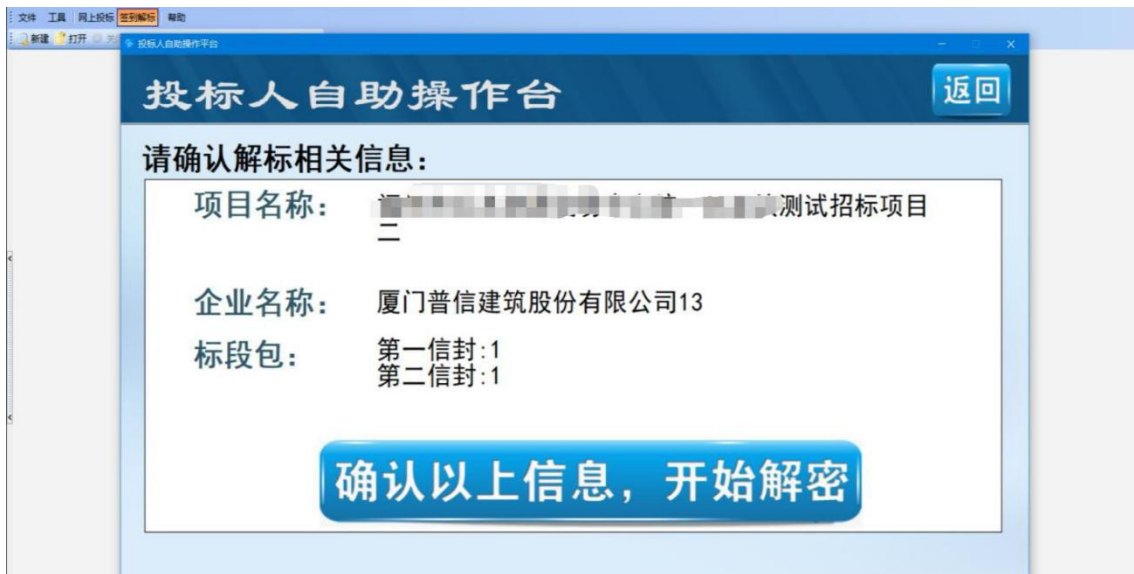 文件 工具 网上投标 签到解标 帮助
新建 打开
投标人自助操作平台
投标人自助操作台
返回
请确认解标相关信息：
项目名称：
测试招标项目
二
企业名称： 厦门普信建筑股份有限公司13
标段包： 第一信封:1
第二信封:1
确认以上信息，开始解密